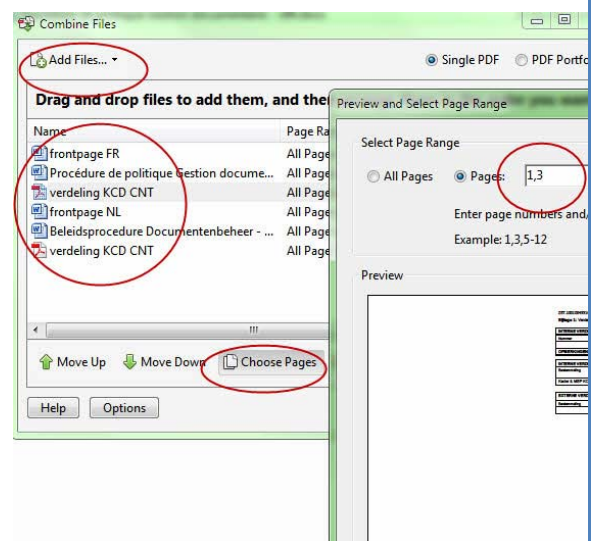 Combine Files
Add Files...
Single PDF PDF Portfo
Drag and drop files to add them, and the
Name Page Ra
frontpage FR All Page
Procédure de politique Gestion docume... All Page
verdeling KCD CNT All Page
frontpage NL All Page
Beleidsprocedure Documentenbeheer - ... All Page
verdeling KCD CNT All Page
Move Up Move Down Choose Pages
Help Options
Preview and Select Page Range
Select Page Range
All Pages Pages: 1,3
Enter page numbers and/
Example: 1,3,5-12
Preview